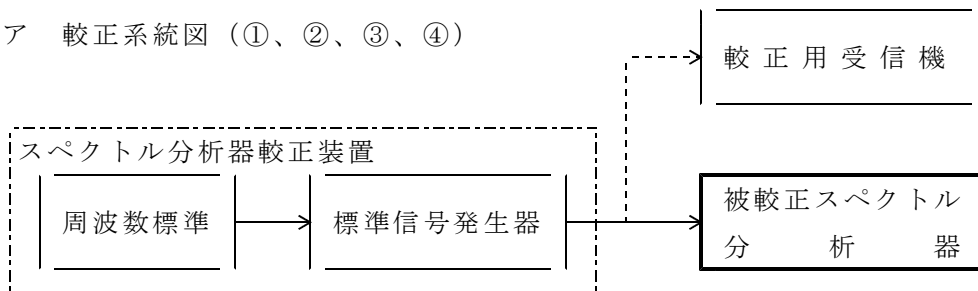 ア　較正系統図（①、②、③、④）
較正用受信機
スペクトル分析器較正装置
周波数標準
標準信号発生器
被較正スペクトル
分析器